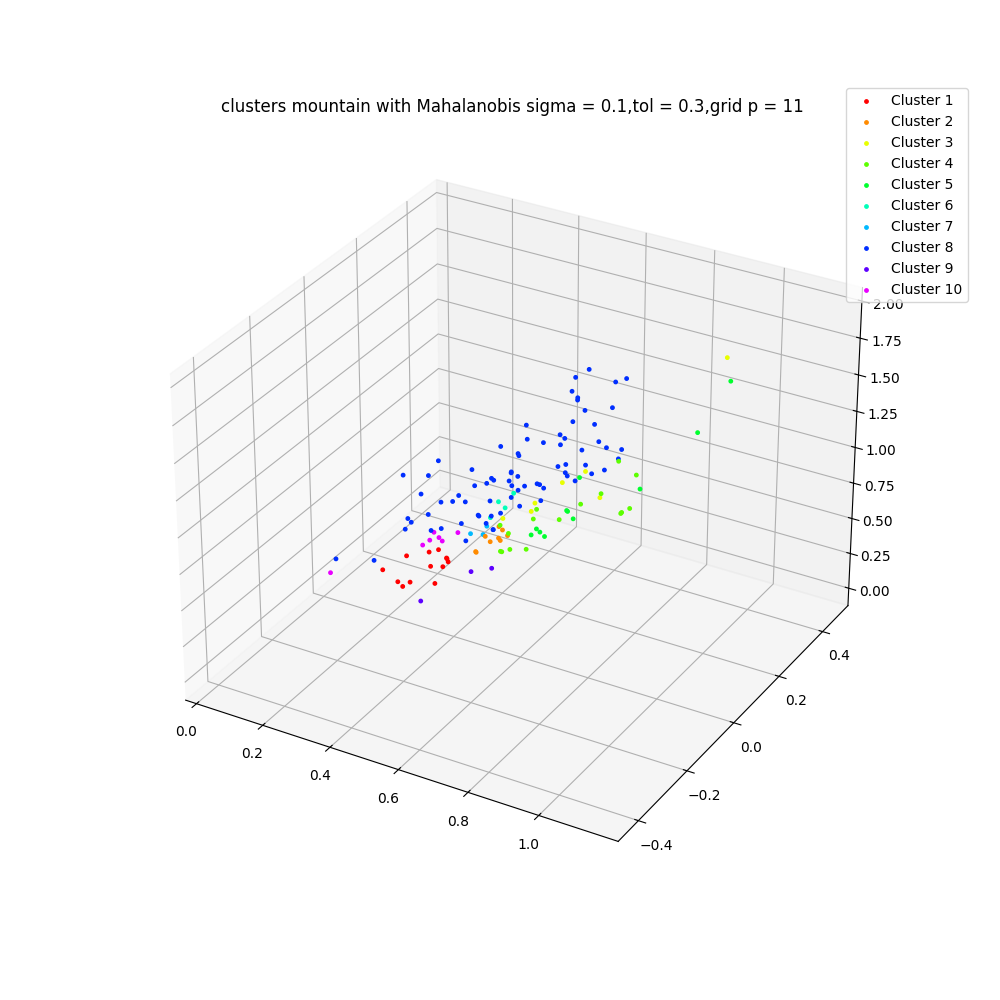 clusters mountain with Mahalanobis sigma = 0.1,tol = 0.3,grid p = 11
Cluster 1
Cluster 2
Cluster 3
Cluster 4
Cluster 5
Cluster 6
Cluster 7
Cluster 8
Cluster 9
Cluster 10
2.00
1.75
1.50
1.25
1.00
0.75
0.50
0.25
0.00
0.4
0.2
0.0
−0.2
−0.4
0.0
0.2
0.4
0.6
0.8
1.0